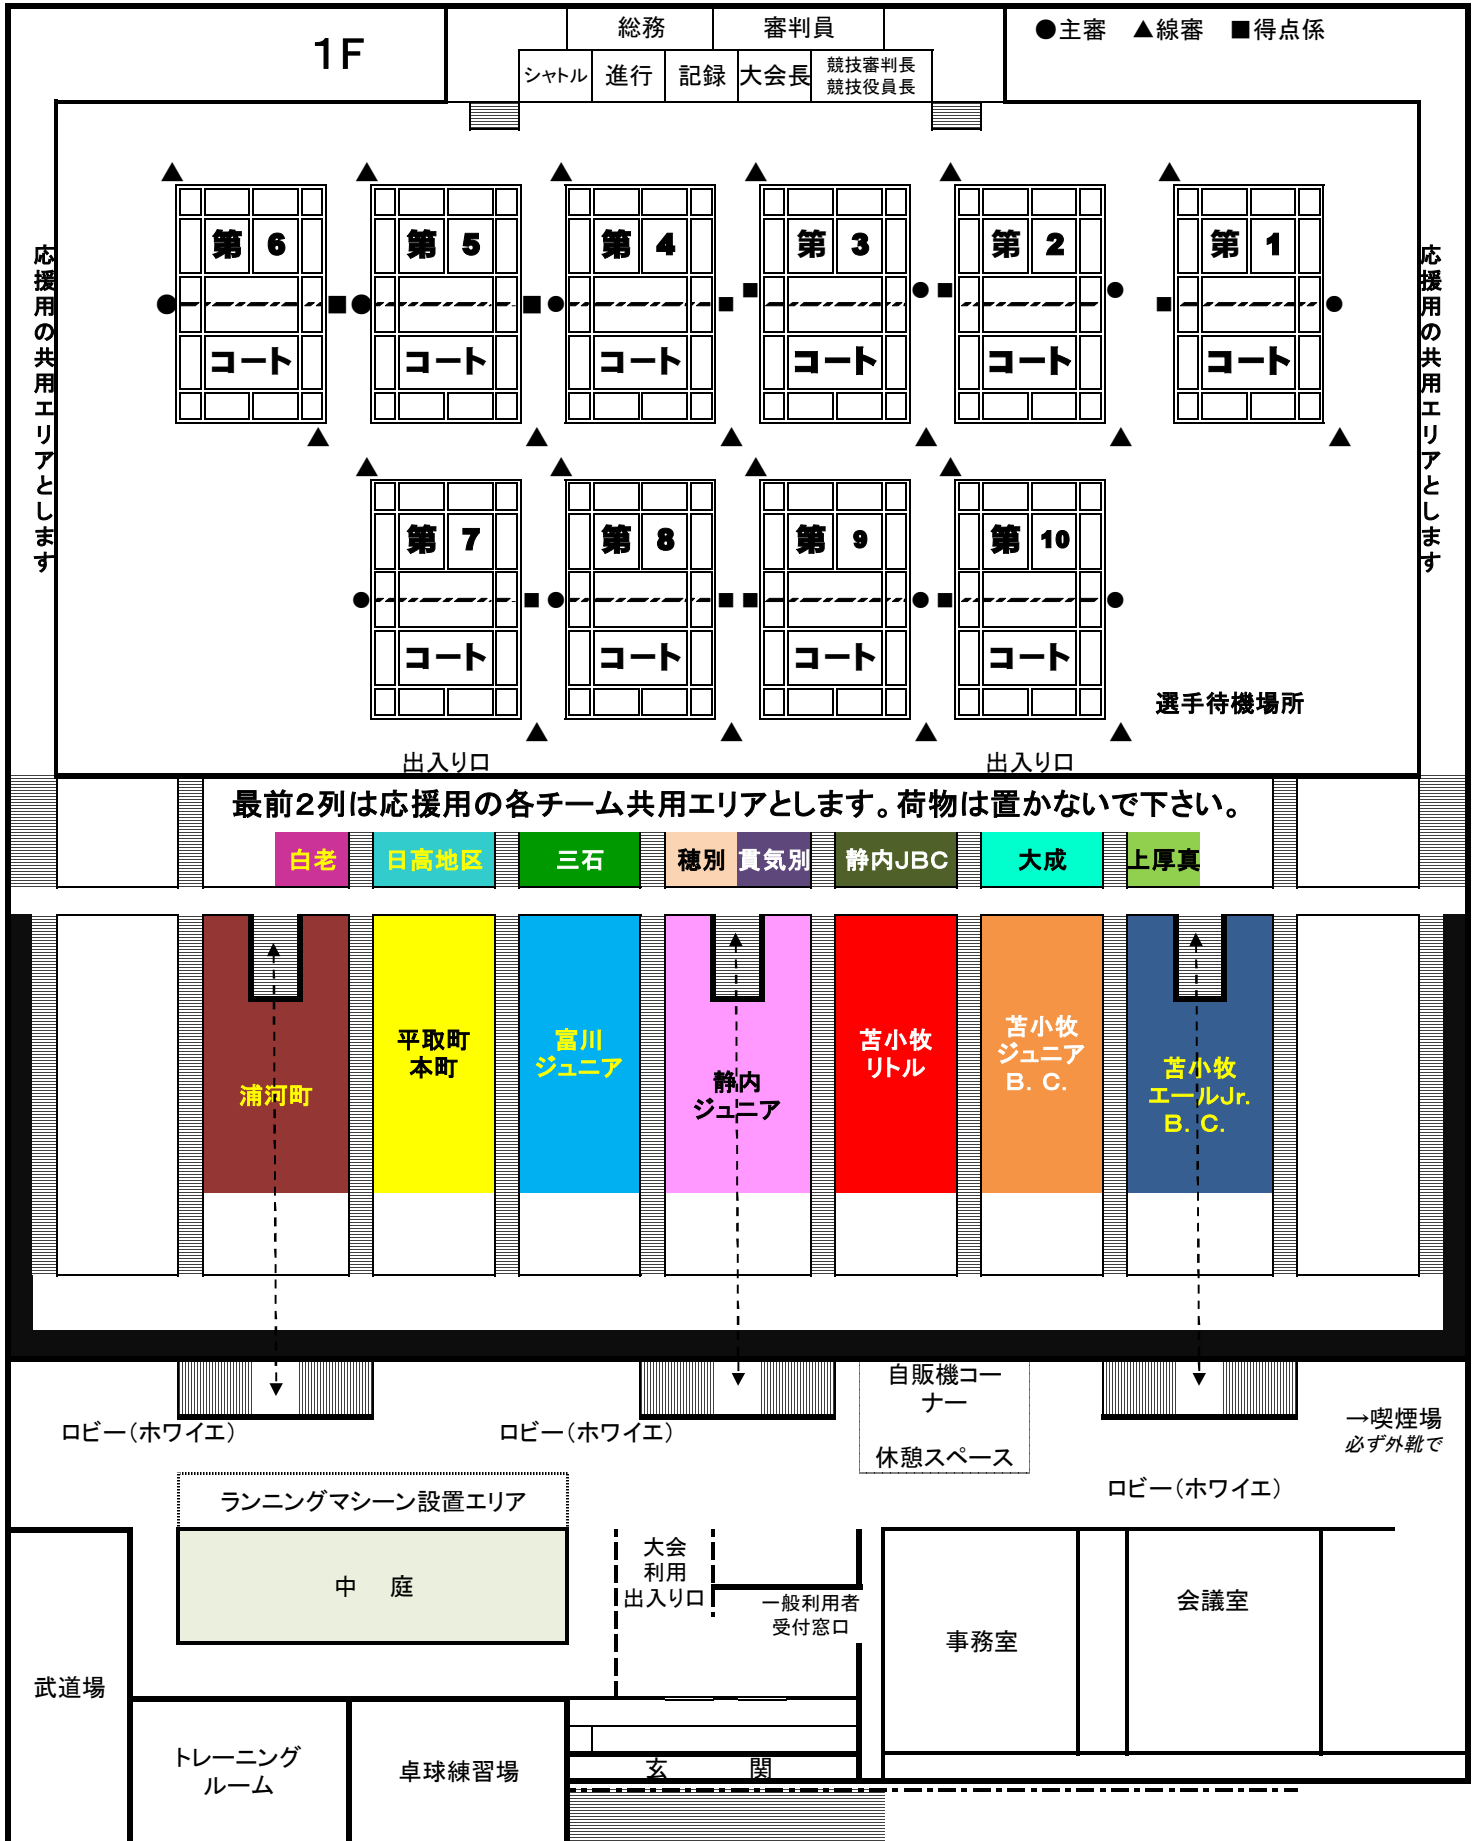 1F
総務
審判員
●主審 ▲線審 ■得点係
シャトル
進行
記録
大会長
競技審判長
競技役員長
応援用の共用エリアとします
第 6
コート
第 5
コート
第 4
コート
第 3
コート
第 2
コート
第 1
コート
応援用の共用エリアとします
第 7
コート
第 8
コート
第 9
コート
第 10
コート
選手待機場所
出入り口
出入り口
最前2列は応援用の各チーム共用エリアとします。荷物は置かないで下さい。
白老
日高地区
三石
穂別
貫気別
静内JBC
大成
上厚真
浦河町
平取町
本町
富川
ジュニア
静内
ジュニア
苫小牧
リトル
苫小牧
ジュニア
B. C.
苫小牧
エールJr.
B. C.
自販機コー
ナー
休憩スペース
ロビー(ホワイエ)
ロビー(ホワイエ)
→喫煙場
必ず外靴で
ロビー(ホワイエ)
ランニングマシーン設置エリア
中 庭
大会
利用
出入り口
一般利用者
受付窓口
事務室
会議室
武道場
トレーニング
ルーム
卓球練習場
玄 関